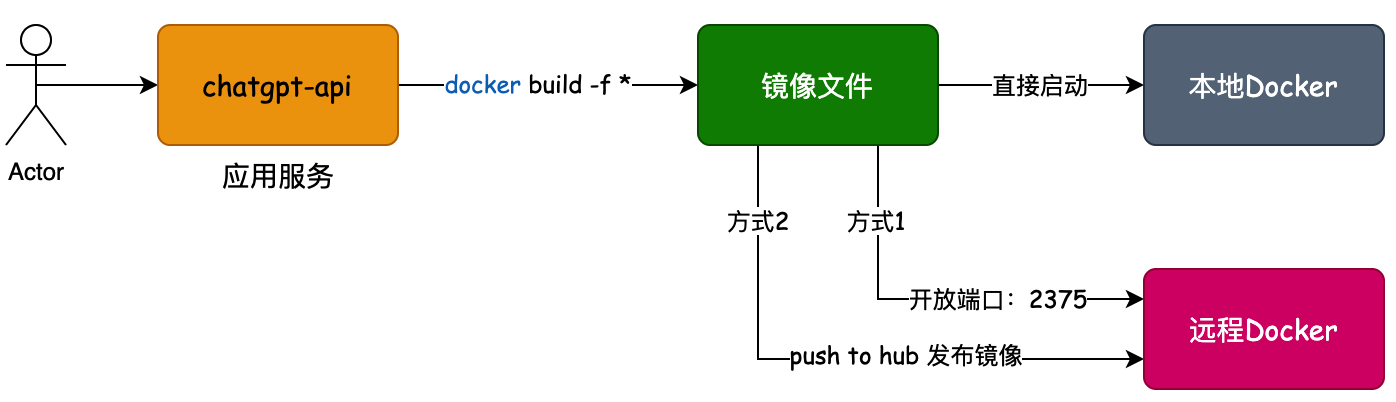 Actor
chatgpt-api
应用服务
docker build -f *
镜像文件
直接启动
本地Docker
方式2
方式1
开放端口：2375
push to hub 发布镜像
远程Docker